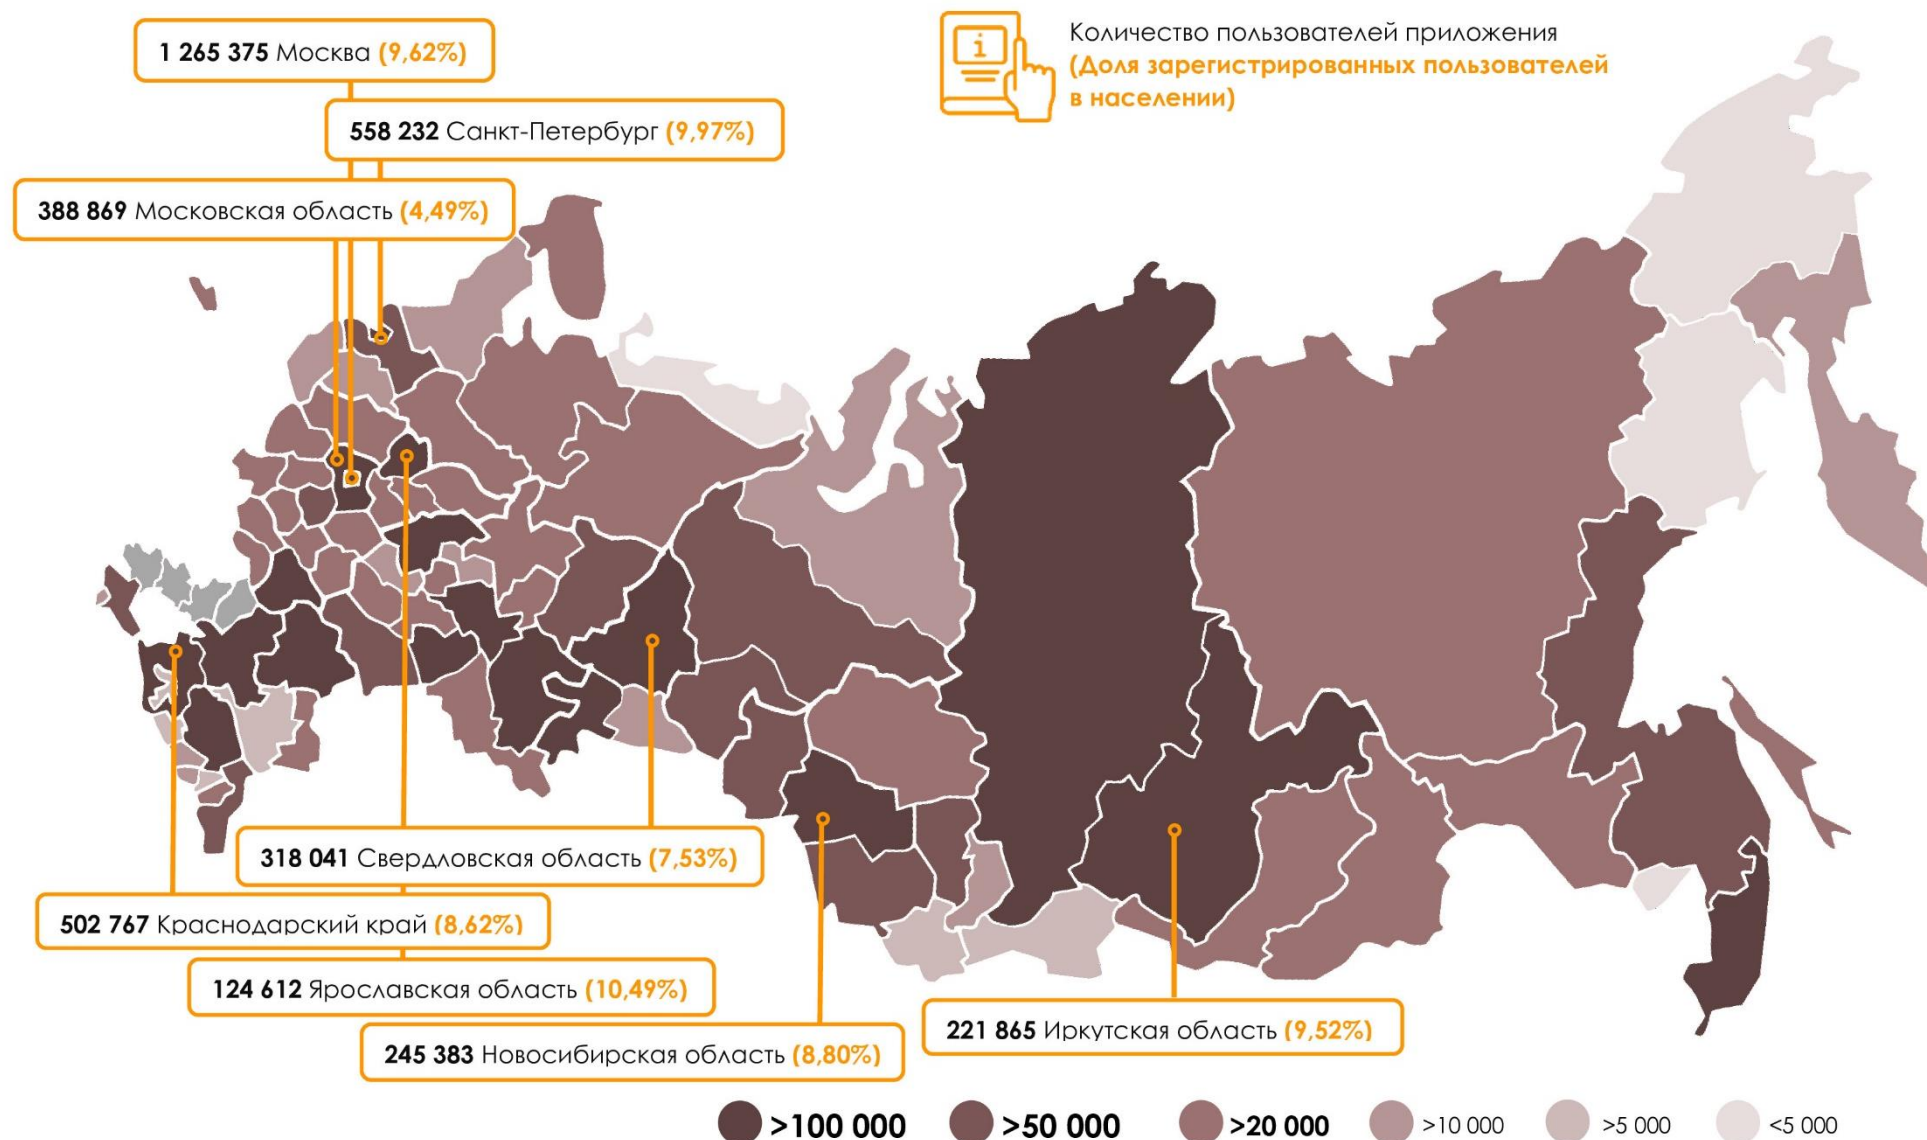 1 265 375 Москва (9,62%)
Количество пользователей приложения
(Доля зарегистрированных пользователей
в населении)
558 232 Санкт-Петербург (9,97%)
388 869 Московская область (4,49%)
318 041 Свердловская область (7,53%)
502 767 Краснодарский край (8,62%)
124 612 Ярославская область (10,49%)
221 865 Иркутская область (9,52%)
245 383 Новосибирская область (8,80%)
>100 000 >50 000 >20 000 >10 000 >5 000 <5 000